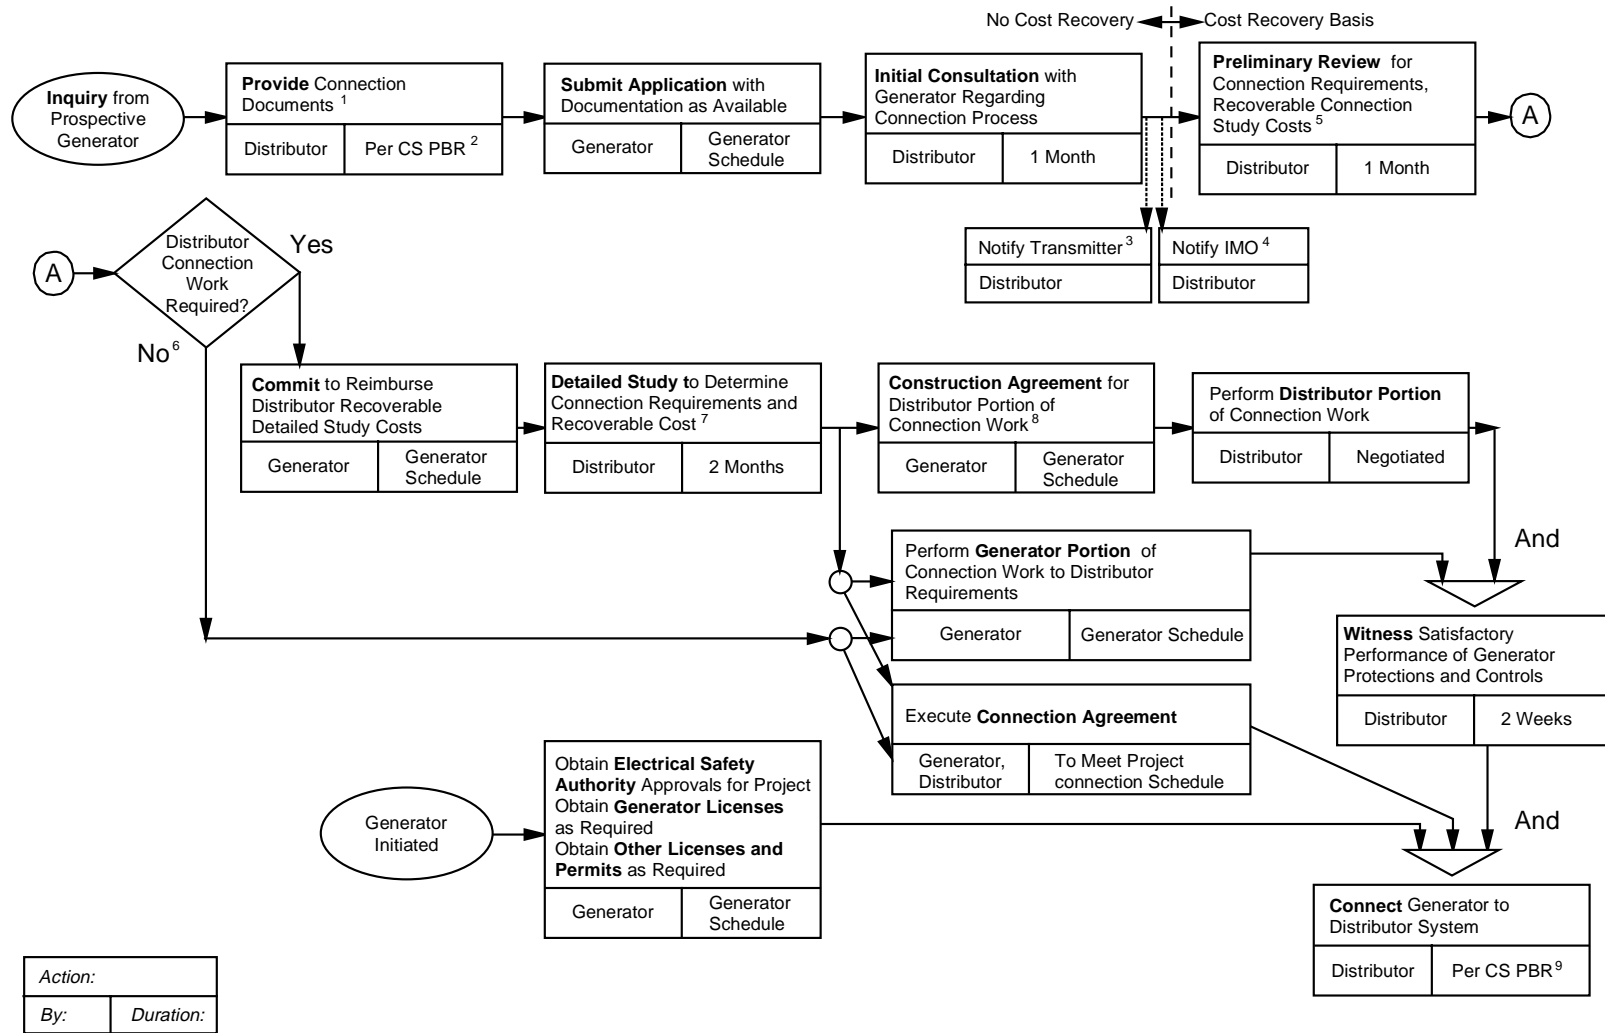 No Cost Recovery
Cost Recovery Basis
Inquiry from
Prospective
Generator
Provide Connection
Documents 1
Distributor
Per CS PBR 2
Submit Application with
Documentation as Available
Generator
Generator
Schedule
Initial Consultation with
Generator Regarding
Connection Process
Distributor
1 Month
Preliminary Review for
Connection Requirements,
Recoverable Connection
Study Costs 5
Distributor
1 Month
A
Notify Transmitter 3
Distributor
Notify IMO 4
Distributor
A
Distributor
Connection
Work
Required?
Yes
No 6
Commit to Reimburse
Distributor Recoverable
Detailed Study Costs
Generator
Generator
Schedule
Detailed Study to Determine
Connection Requirements and
Recoverable Cost 7
Distributor
2 Months
Construction Agreement for
Distributor Portion of
Connection Work 8
Generator
Generator
Schedule
Perform Distributor Portion
of Connection Work
Distributor
Negotiated
And
Perform Generator Portion of
Connection Work to Distributor
Requirements
Generator
Generator Schedule
Witness Satisfactory
Performance of Generator
Protections and Controls
Distributor
2 Weeks
Execute Connection Agreement
Generator,
Distributor
To Meet Project
connection Schedule
Generator
Initiated
Obtain Electrical Safety
Authority Approvals for Project
Obtain Generator Licenses
as Required
Obtain Other Licenses and
Permits as Required
Generator
Generator
Schedule
And
Connect Generator to
Distributor System
Distributor
Per CS PBR 9
Action:
By:
Duration: